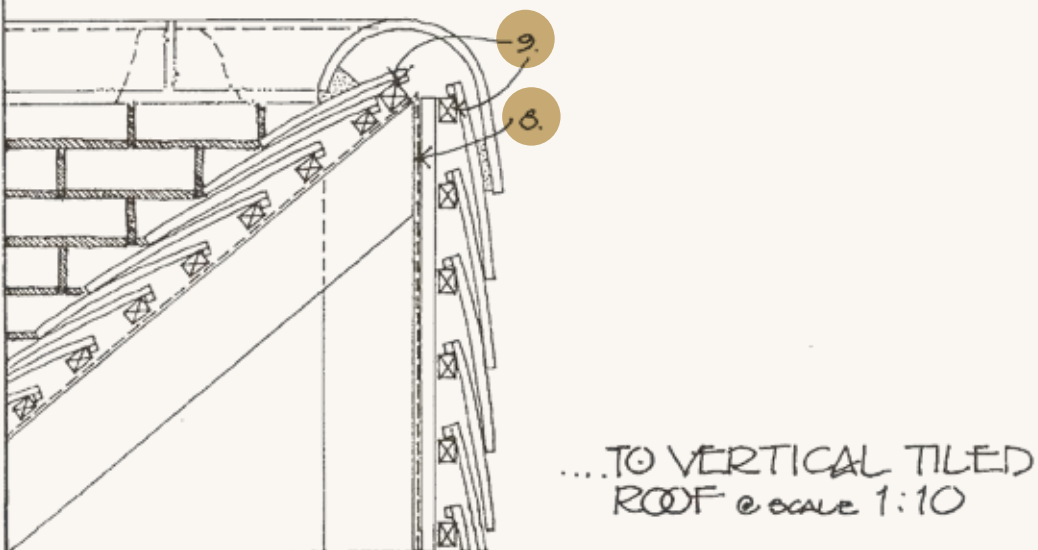 9.
8.
....TO VERTICAL TILED
ROOF @ SCALE 1:10